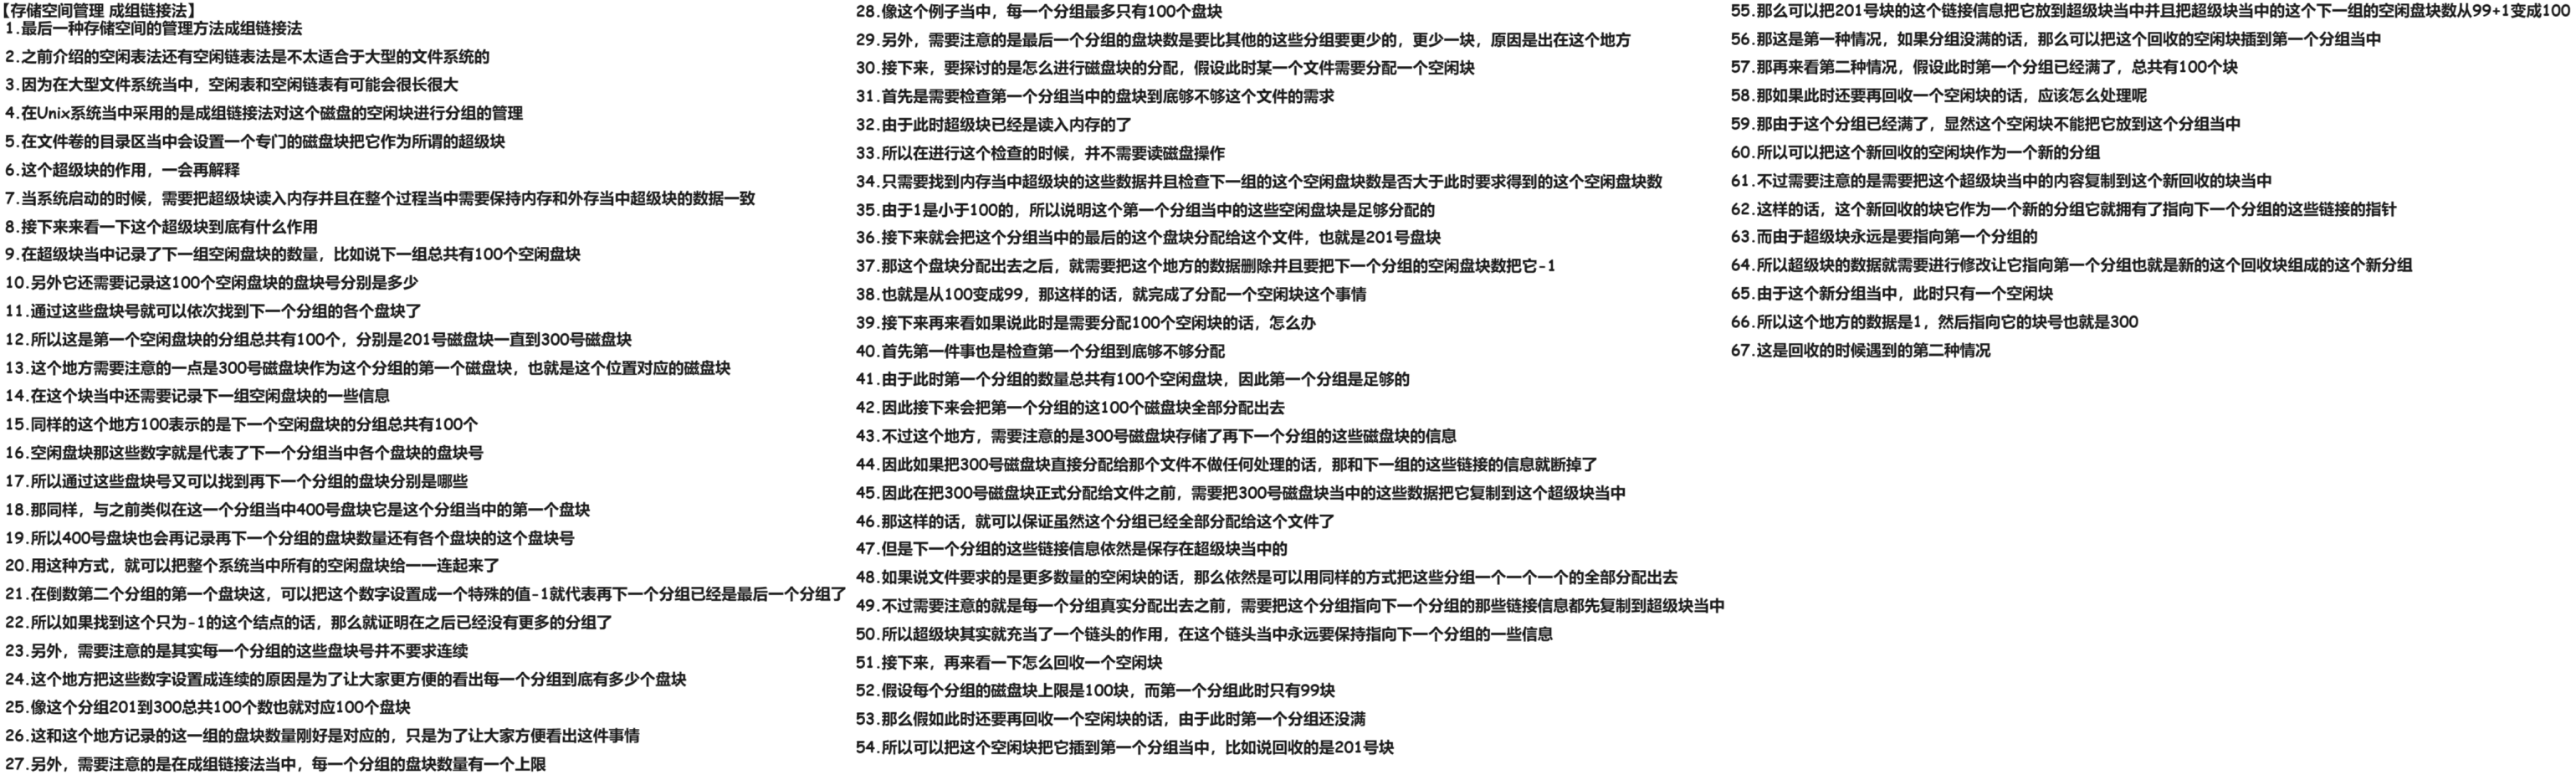 【存储空间管理 成组链接法】
1.最后一种存储空间的管理方法成组链接法
2.之前介绍的空闲表法还有空闲链表法是不太适合于大型的文件系统的
3.因为在大型文件系统当中，空闲表和空闲链表有可能会很长很大
4.在Unix系统当中采用的是成组链接法对这个磁盘的空闲块进行分组的管理
5.在文件卷的目录区当中会设置一个专门的磁盘块把它作为所谓的超级块
6.这个超级块的作用，一会再解释
7.当系统启动的时候，需要把超级块读入内存并且在整个过程当中需要保持内存和外存当中超级块的数据一致
8.接下来来看一下这个超级块到底有什么作用
9.在超级块当中记录了下一组空闲盘块的数量，比如说下一组总共有100个空闲盘块
10.另外它还需要记录这100个空闲盘块的盘块号分别是多少
11.通过这些盘块号就可以依次找到下一个分组的各个盘块了
12.所以这是第一个空闲盘块的分组总共有100个，分别是201号磁盘块一直到300号磁盘块
13.这个地方需要注意的一点是300号磁盘块作为这个分组的第一个磁盘块，也就是这个位置对应的磁盘块
14.在这个块当中还需要记录下一组空闲盘块的一些信息
15.同样的这个地方100表示的是下一个空闲盘块的分组总共有100个
16.空闲盘块那这些数字就是代表了下一个分组当中各个盘块的盘块号
17.所以通过这些盘块号又可以找到再下一个分组的盘块分别是哪些
18.那同样，与之前类似在这一个分组当中400号盘块它是这个分组当中的第一个盘块
19.所以400号盘块也会再记录再下一个分组的盘块数量还有各个盘块的这个盘块号
20.用这种方式，就可以把整个系统当中所有的空闲盘块给一一连起来了
21.在倒数第二个分组的第一个盘块这，可以把这个数字设置成一个特殊的值-1就代表再下一个分组已经是最后一个分组了
22.所以如果找到这个只为-1的这个结点的话，那么就证明在之后已经没有更多的分组了
23.另外，需要注意的是其实每一个分组的这些盘块号并不要求连续
24.这个地方把这些数字设置成连续的原因是为了让大家更方便的看出每一个分组到底有多少个盘块
25.像这个分组201到300总共100个数也就对应100个盘块
26.这和这个地方记录的这一组的盘块数量刚好是对应的，只是为了让大家方便看出这件事情
27.另外，需要注意的是在成组链接法当中，每一个分组的盘块数量有一个上限
28.像这个例子当中，每一个分组最多只有100个盘块
29.另外，需要注意的是最后一个分组的盘块数是要比其他的这些分组要更少的，更少一块，原因是出在这个地方
30.接下来，要探讨的是怎么进行磁盘块的分配，假设此时某一个文件需要分配一个空闲块
31.首先是需要检查第一个分组当中的盘块到底够不够这个文件的需求
32.由于此时超级块已经是读入内存的了
33.所以在进行这个检查的时候，并不需要读磁盘操作
34.只需要找到内存当中超级块的这些数据并且检查下一组的这个空闲盘块数是否大于此时要求得到的这个空闲盘块数
35.由于1是小于100的，所以说明这个第一个分组当中的这些空闲盘块是足够分配的
36.接下来就会把这个分组当中的最后的这个盘块分配给这个文件，也就是201号盘块
37.那这个盘块分配出去之后，就需要把这个地方的数据删除并且要把下一个分组的空闲盘块数把它-1
38.也就是从100变成99，那这样的话，就完成了分配一个空闲块这个事情
39.接下来再来看如果说此时是需要分配100个空闲块的话，怎么办
40.首先第一件事也是检查第一个分组到底够不够分配
41.由于此时第一个分组的数量总共有100个空闲盘块，因此第一个分组是足够的
42.因此接下来会把第一个分组的这100个磁盘块全部分配出去
43.不过这个地方，需要注意的是300号磁盘块存储了再下一个分组的这些磁盘块的信息
44.因此如果把300号磁盘块直接分配给那个文件不做任何处理的话，那和下一组的这些链接的信息就断掉了
45.因此在把300号磁盘块正式分配给文件之前，需要把300号磁盘块当中的这些数据把它复制到这个超级块当中
46.那这样的话，就可以保证虽然这个分组已经全部分配给这个文件了
47.但是下一个分组的这些链接信息依然是保存在超级块当中的
48.如果说文件要求的是更多数量的空闲块的话，那么依然是可以用同样的方式把这些分组一个一个一个的全部分配出去
49.不过需要注意的就是每一个分组真实分配出去之前，需要把这个分组指向下一个分组的那些链接信息都先复制到超级块当中
50.所以超级块其实就充当了一个链头的作用，在这个链头当中永远要保持指向下一个分组的一些信息
51.接下来，再来看一下怎么回收一个空闲块
52.假设每个分组的磁盘块上限是100块，而第一个分组此时只有99块
53.那么假如此时还要再回收一个空闲块的话，由于此时第一个分组还没满
54.所以可以把这个空闲块把它插到第一个分组当中，比如说回收的是201号块
55.那么可以把201号块的这个链接信息把它放到超级块当中并且把超级块当中的这个下一组的空闲盘块数从99+1变成100
56.那这是第一种情况，如果分组没满的话，那么可以把这个回收的空闲块插到第一个分组当中
57.那再来看第二种情况，假设此时第一个分组已经满了，总共有100个块
58.那如果此时还要再回收一个空闲块的话，应该怎么处理呢
59.那由于这个分组已经满了，显然这个空闲块不能把它放到这个分组当中
60.所以可以把这个新回收的空闲块作为一个新的分组
61.不过需要注意的是需要把这个超级块当中的内容复制到这个新回收的块当中
62.这样的话，这个新回收的块它作为一个新的分组它就拥有了指向下一个分组的这些链接的指针
63.而由于超级块永远是要指向第一个分组的
64.所以超级块的数据就需要进行修改让它指向第一个分组也就是新的这个回收块组成的这个新分组
65.由于这个新分组当中，此时只有一个空闲块
66.所以这个地方的数据是1，然后指向它的块号也就是300
67.这是回收的时候遇到的第二种情况